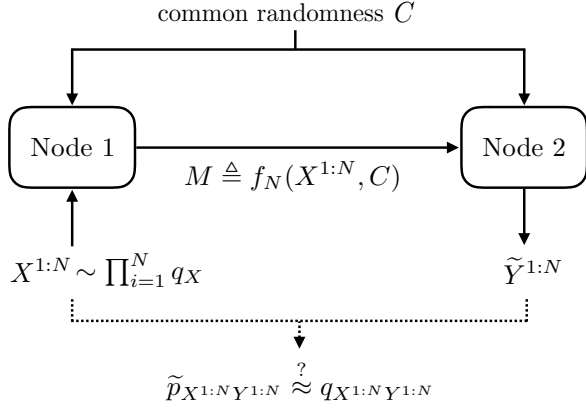 common randomness C
Node 1 Node 2
M ≜ f_N(X^{1:N}, C)
X^{1:N} ∼ ∏_{i=1}^{N} q_X Ỹ^{1:N}
p̃_{X^{1:N}Y^{1:N}} ≈^? q_{X^{1:N}Y^{1:N}}